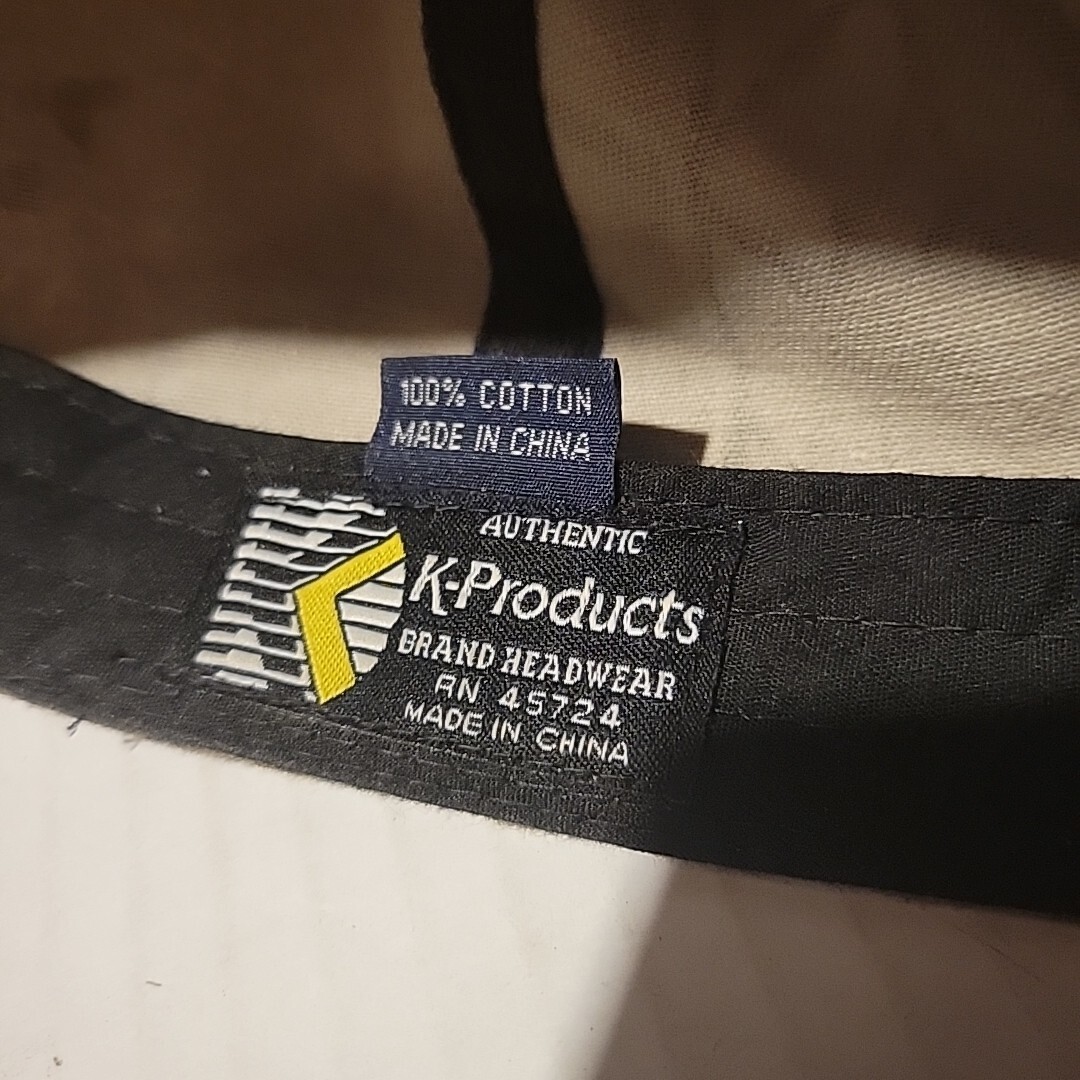 100% COTTON
MADE IN CHINA
AUTHENTIC
K-Products
BRAND HEADWEAR
RN 45724
MADE IN CHINA